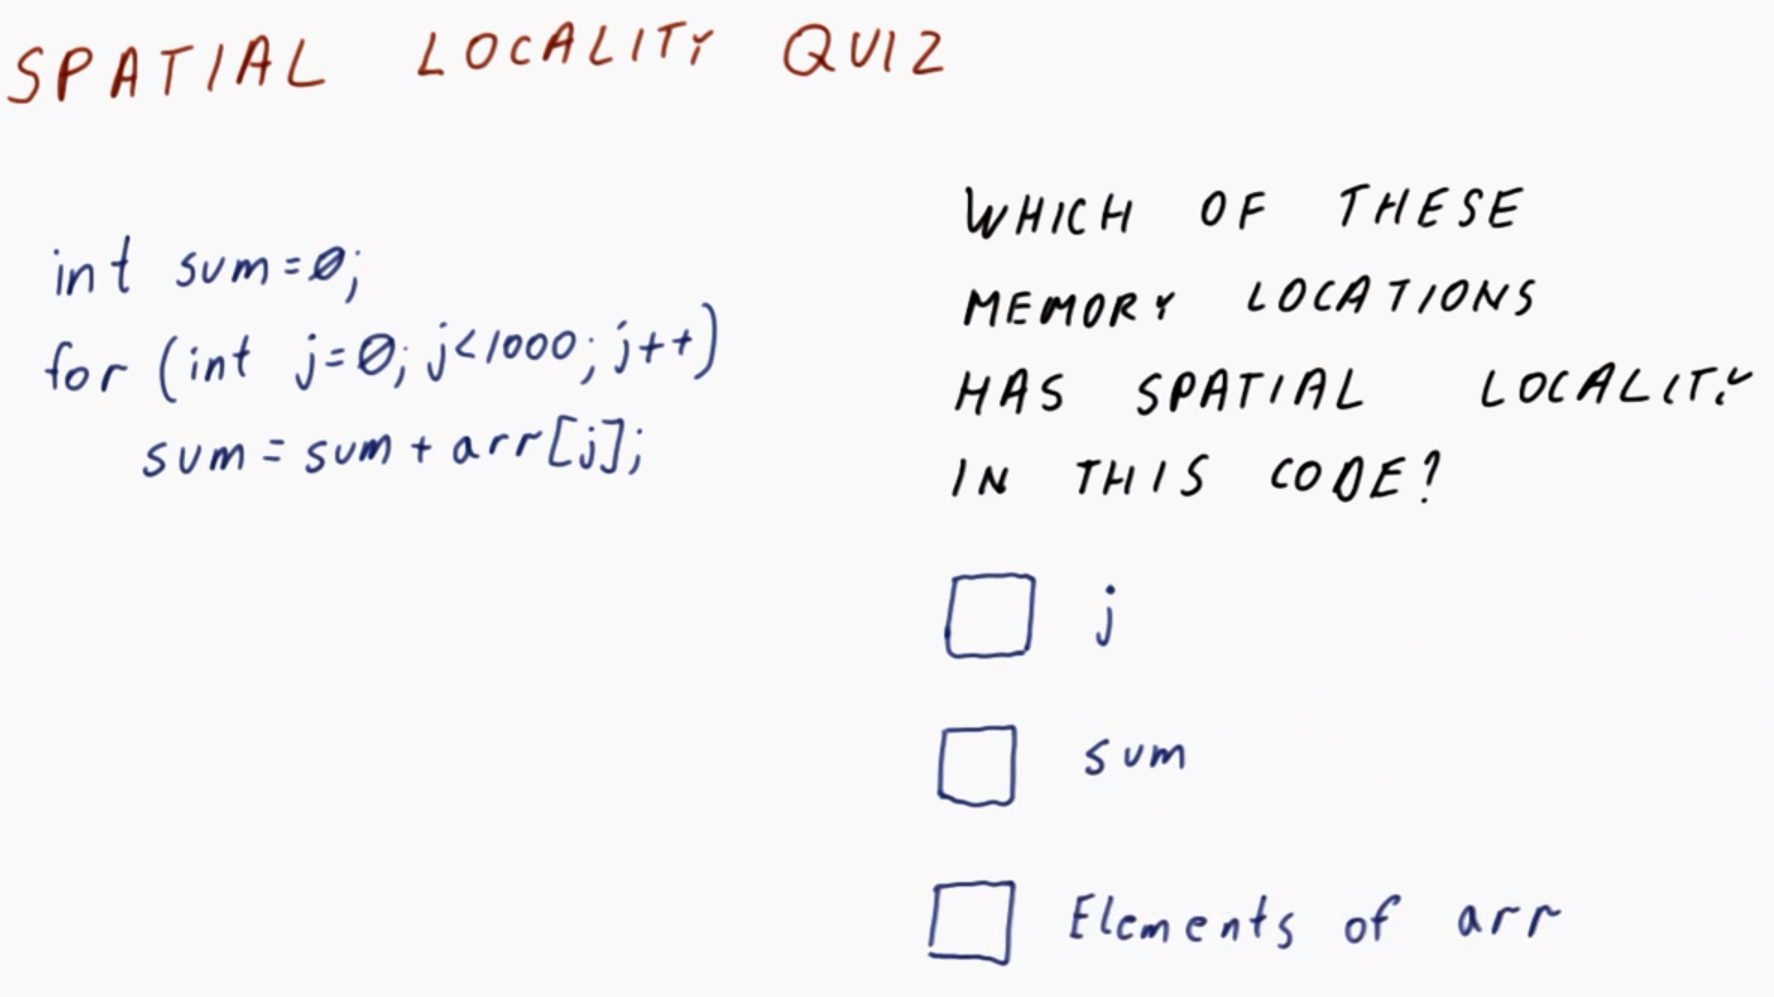 SPATIAL LOCALITY QUIZ
int sum=0;
for (int j=0; j<1000; j++)
sum = sum + arr[j];
WHICH OF THESE
MEMORY LOCATIONS
HAS SPATIAL LOCALITY
IN THIS CODE?
j
sum
Elements of arr